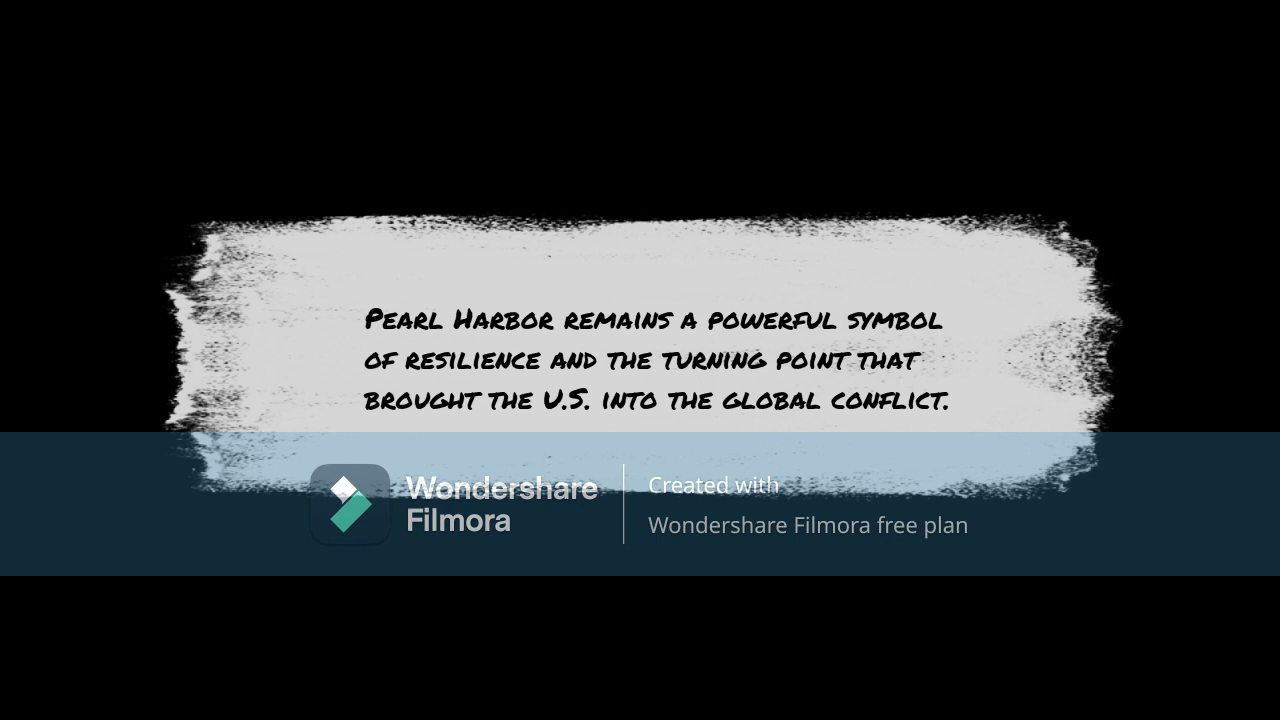 Pearl Harbor remains a powerful symbol
of resilience and the turning point that
brought the U.S. into the global conflict.
Wondershare
Filmora
Created with
Wondershare Filmora free plan